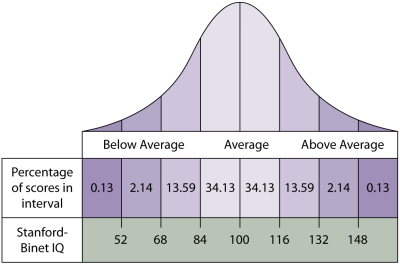 Below Average Average Above Average
Percentage
of scores in
interval
0.13 2.14 13.59 34.13 34.13 13.59 2.14 0.13
Stanford-
Binet IQ
52 68 84 100 116 132 148